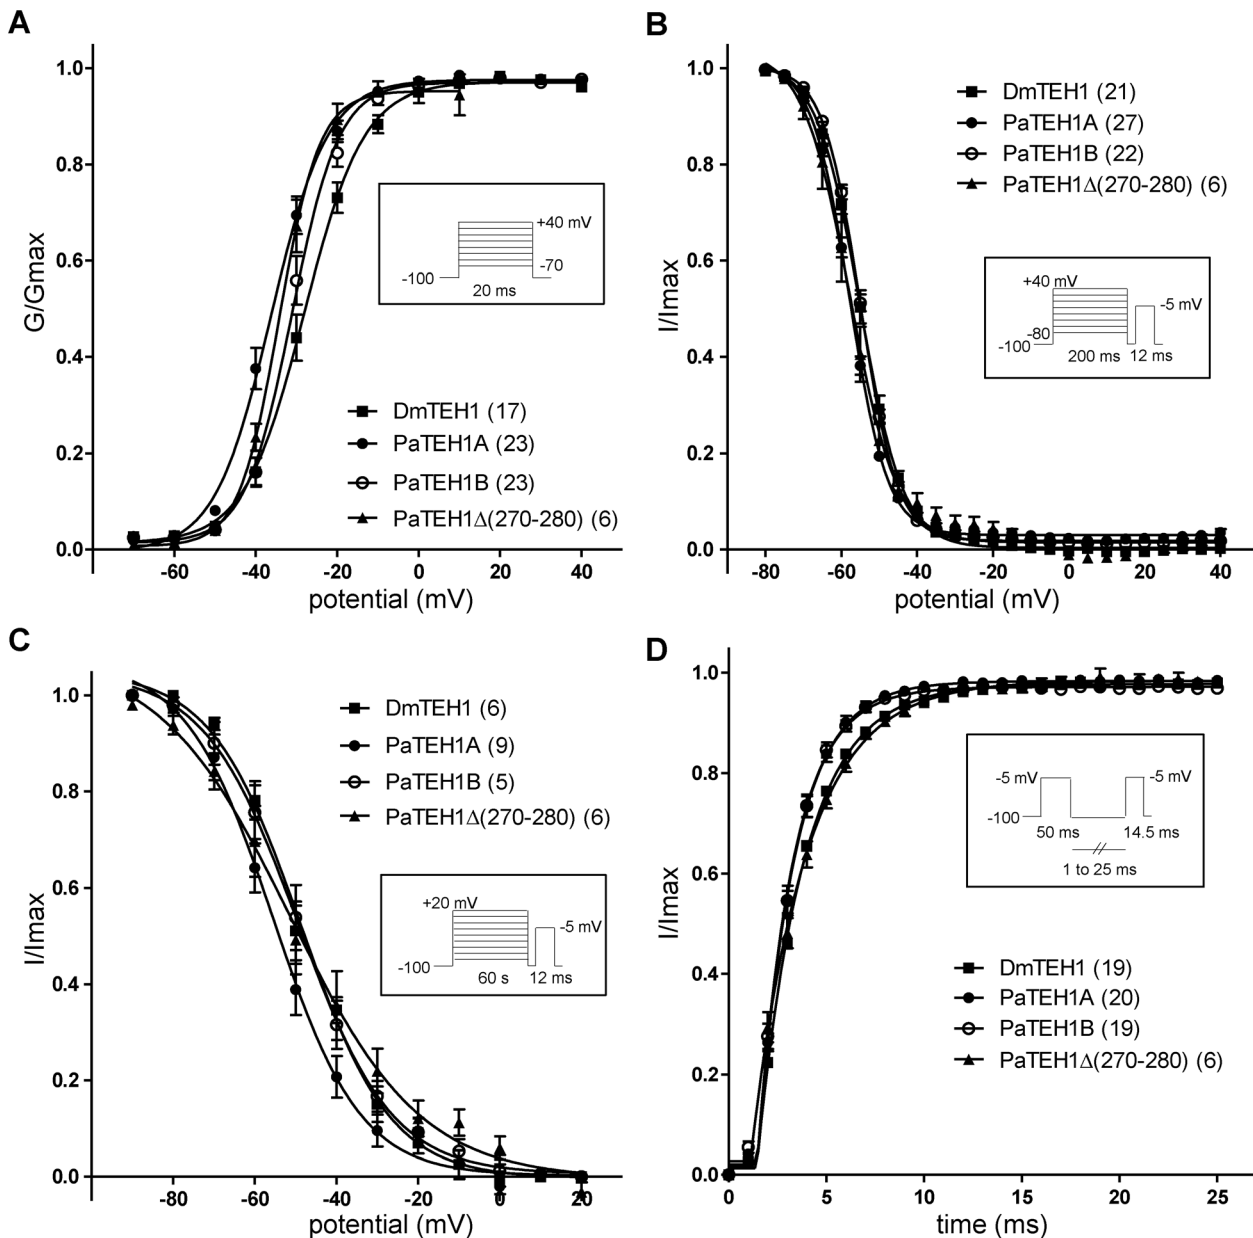 A
1.0
0.8
0.6
0.4
0.2
0.0
G/Gmax
-60
-40
-20
0
20
40
potential (mV)
+40 mV
-100
-70
20 ms
DmTEH1 (17)
PaTEH1A (23)
PaTEH1B (23)
PaTEH1Δ(270-280) (6)
B
1.0
0.8
0.6
0.4
0.2
0.0
I/Imax
-80
-60
-40
-20
0
20
40
potential (mV)
DmTEH1 (21)
PaTEH1A (27)
PaTEH1B (22)
PaTEH1Δ(270-280) (6)
+40 mV
-5 mV
-80
-100
200 ms
12 ms
C
1.0
0.8
0.6
0.4
0.2
0.0
I/Imax
-80
-60
-40
-20
0
20
potential (mV)
DmTEH1 (6)
PaTEH1A (9)
PaTEH1B (5)
PaTEH1Δ(270-280) (6)
+20 mV
-5 mV
-100
60 s
12 ms
D
1.0
0.8
0.6
0.4
0.2
0.0
I/Imax
0
5
10
15
20
25
time (ms)
-5 mV
-5 mV
-100
50 ms
14.5 ms
1 to 25 ms
DmTEH1 (19)
PaTEH1A (20)
PaTEH1B (19)
PaTEH1Δ(270-280) (6)